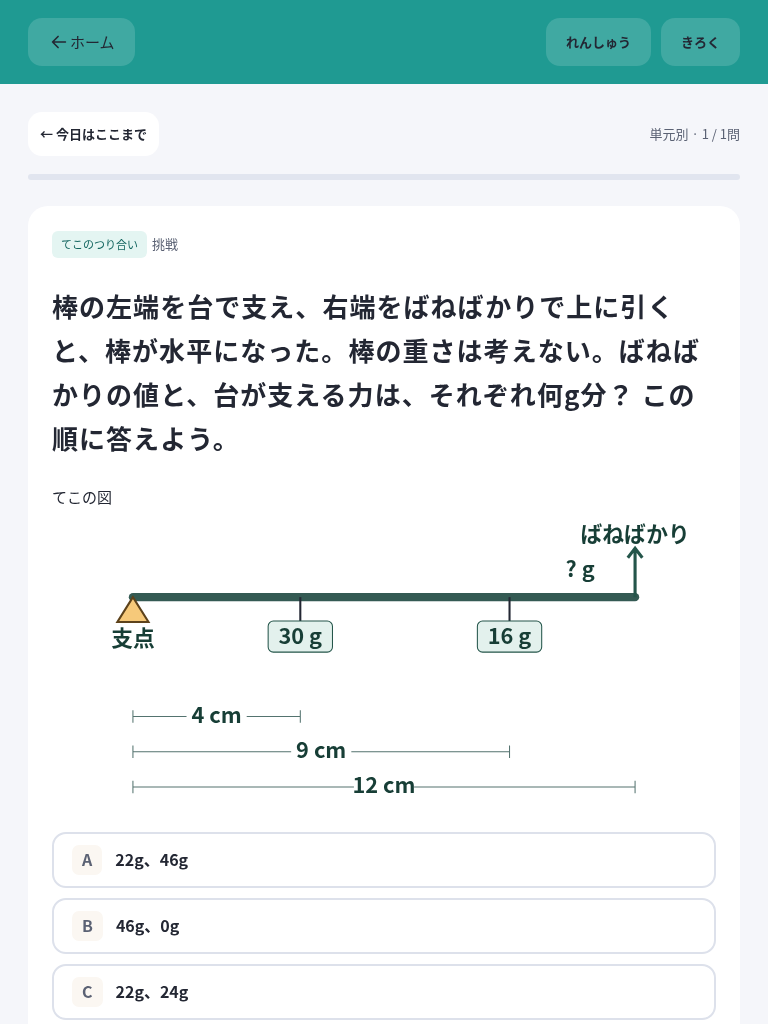 ← ホーム
れんしゅう
きろく
← 今日はここまで
単元別 · 1 / 1問
てこのつり合い 挑戦
棒の左端を台で支え、右端をばねばかりで上に引く
と、棒が水平になった。棒の重さは考えない。ばねば
かりの値と、台が支える力は、それぞれ何g分？ この
順に答えよう。
てこの図
ばねばかり
? g
支点
30 g
16 g
4 cm
9 cm
12 cm
A 22g、46g
B 46g、0g
C 22g、24g